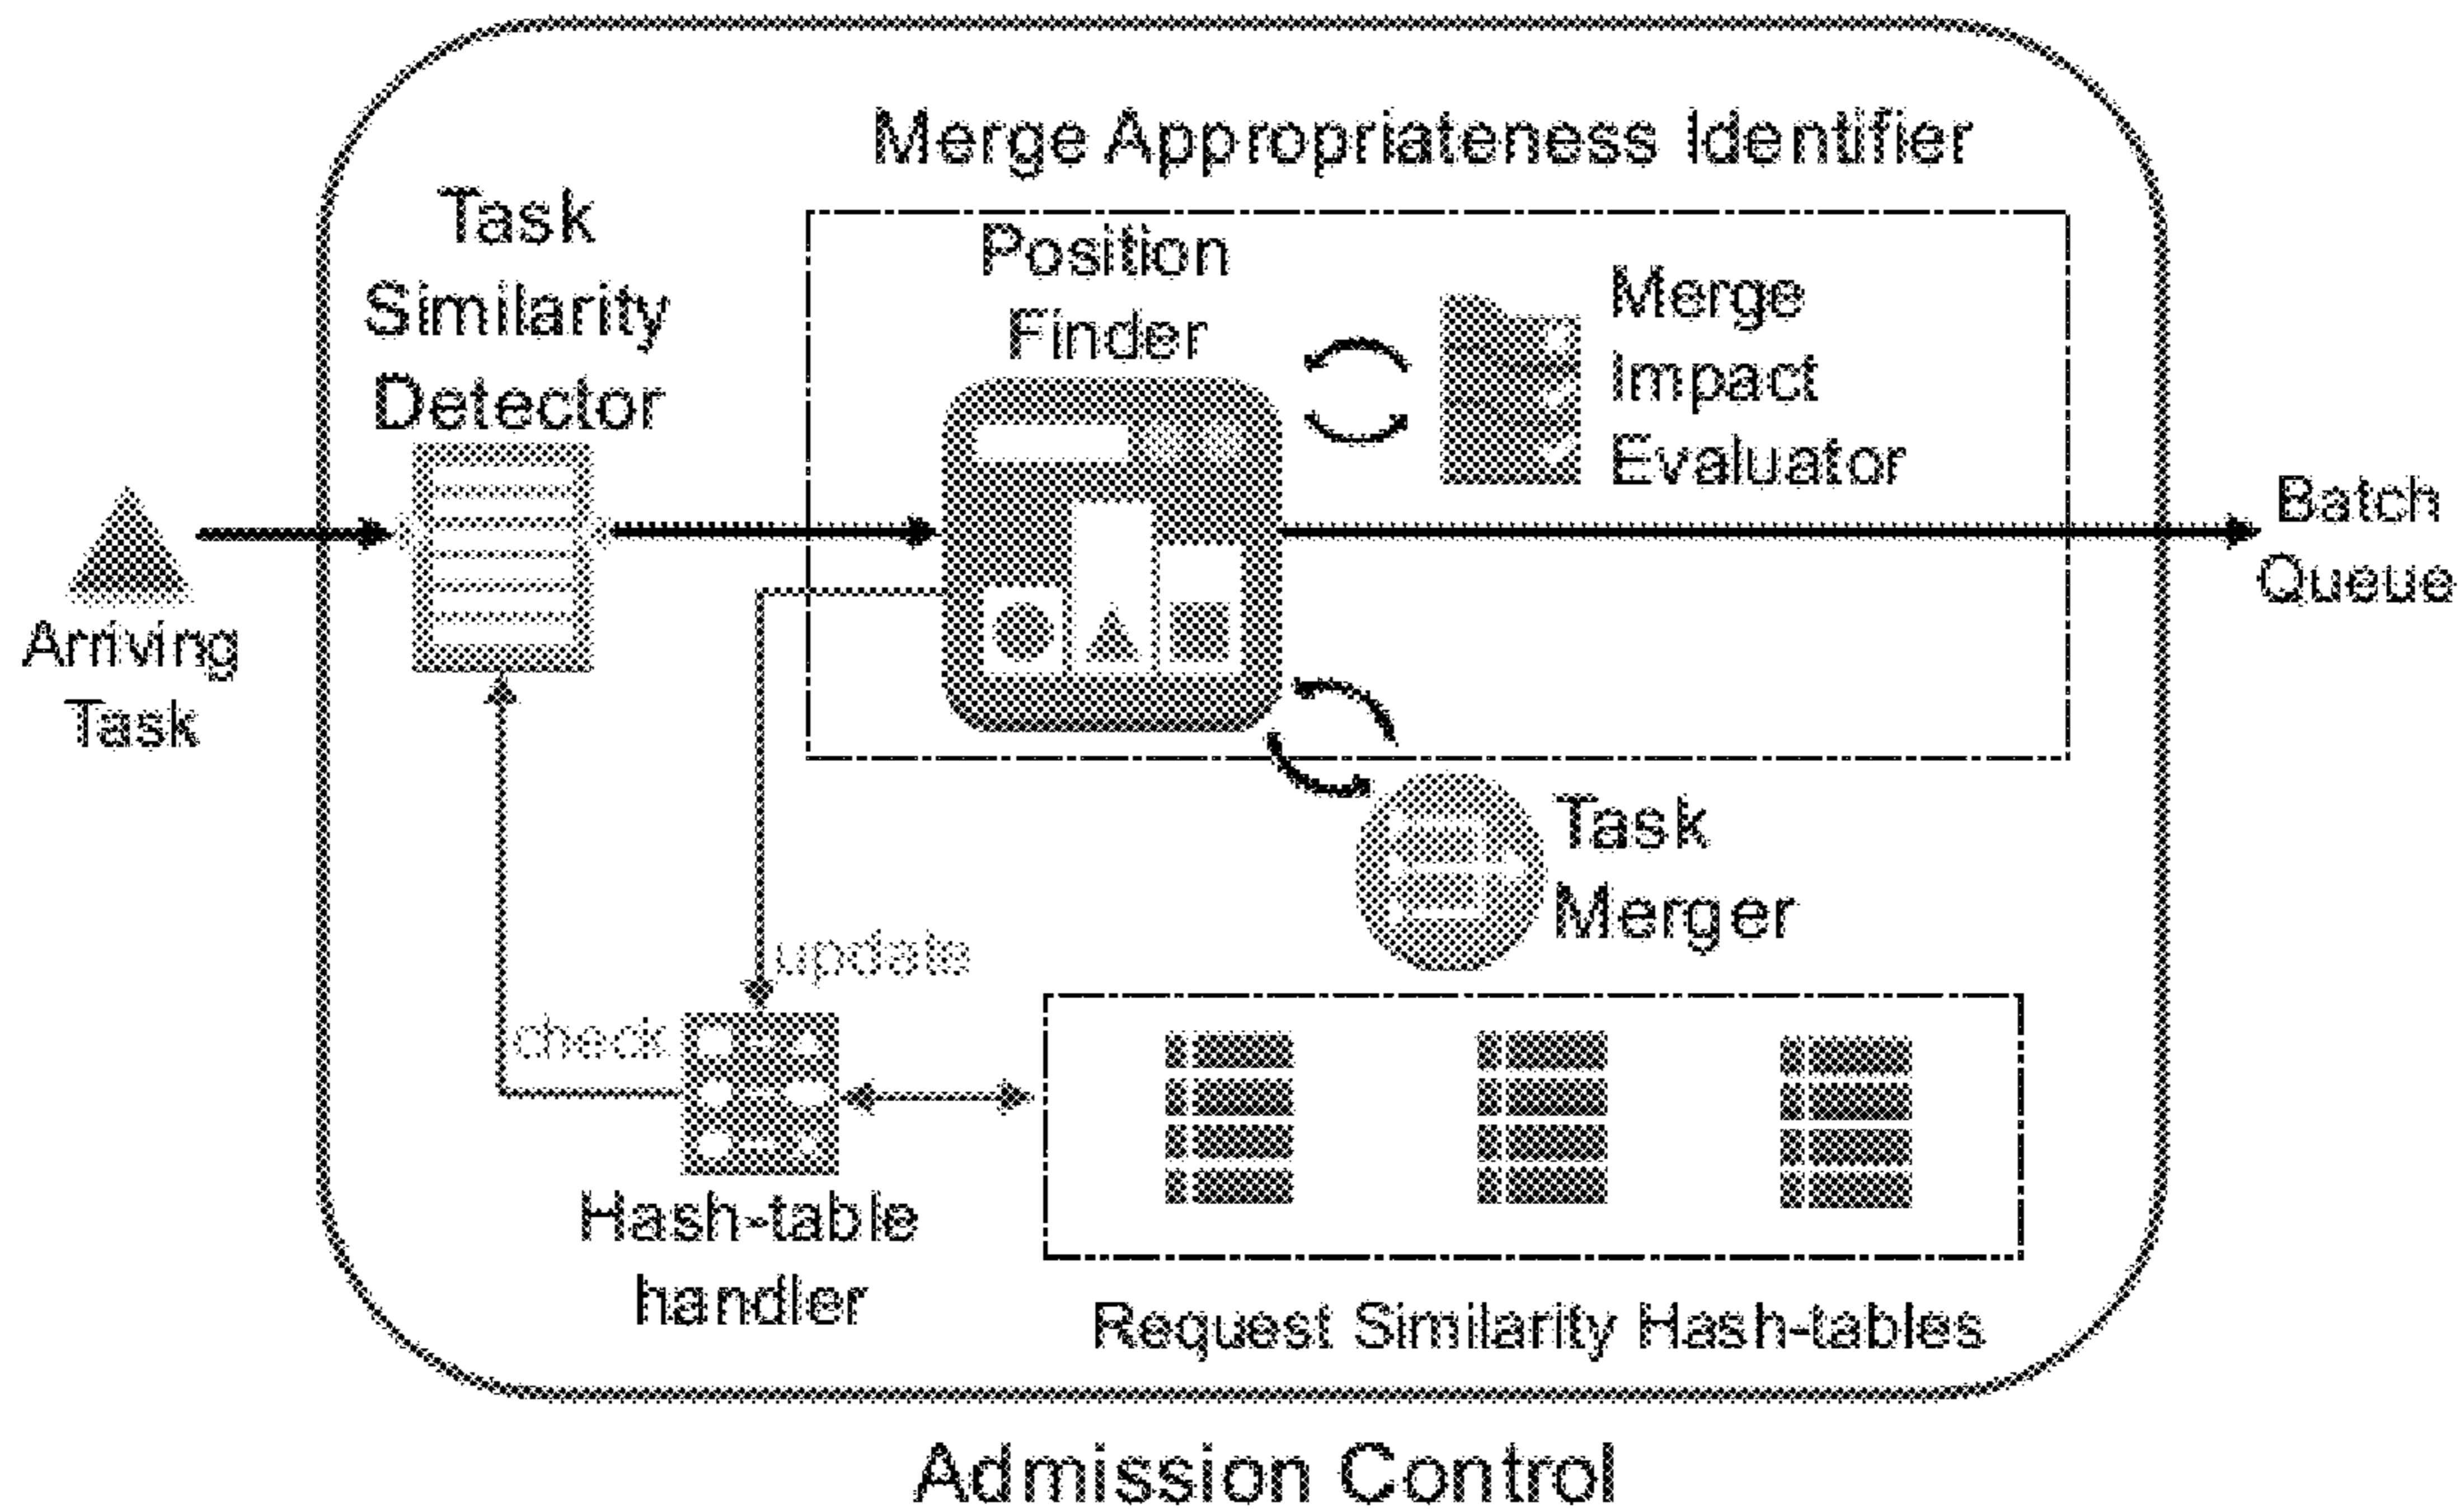 Merge Appropriateness Identifier
Task
Similarity
Detector
Position
Finder
Merge
Impact
Evaluator
Batch
Queue
Arriving
Task
Task
Merger
update
check
Hash-table
handler
Request Similarity Hash-tables
Admission Control